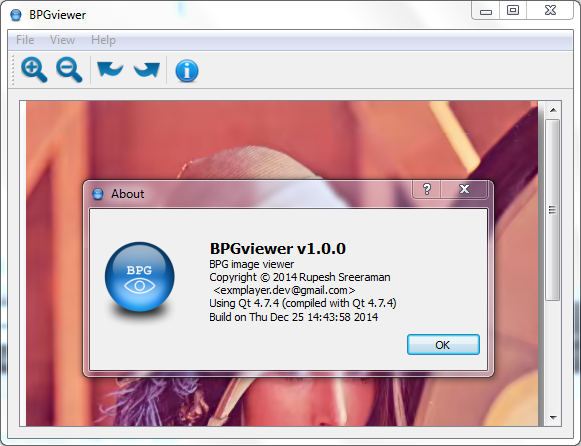 BPGviewer
File View Help
About
BPG
BPGviewer v1.0.0
BPG image viewer
Copyright © 2014 Rupesh Sreeraman
<exmplayer.dev@gmail.com>
Using Qt 4.7.4 (compiled with Qt 4.7.4)
Build on Thu Dec 25 14:43:58 2014
OK